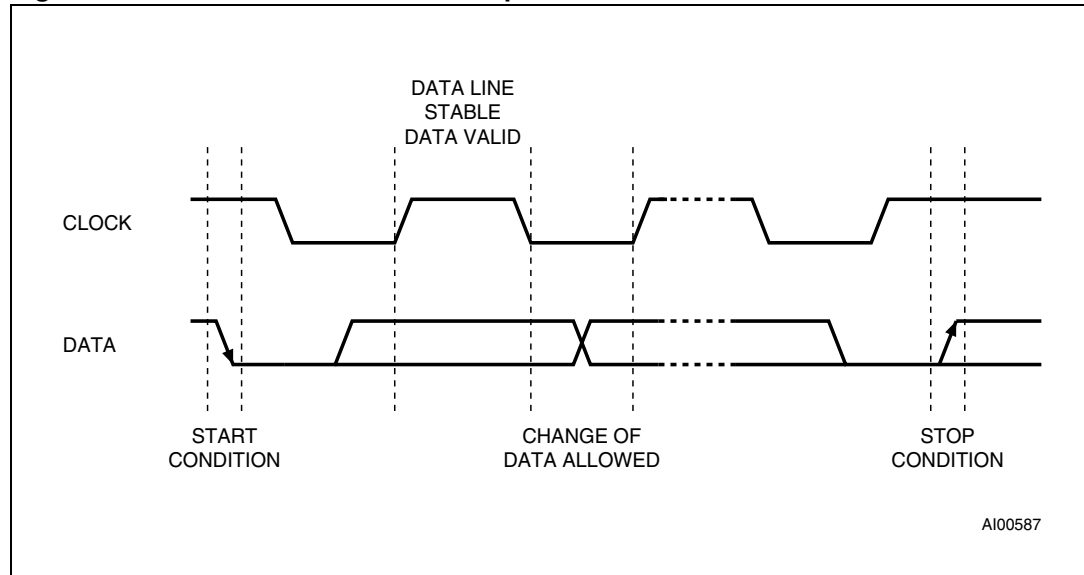 DATA LINE
STABLE
DATA VALID
CLOCK
DATA
START
CONDITION
CHANGE OF
DATA ALLOWED
STOP
CONDITION
AI00587